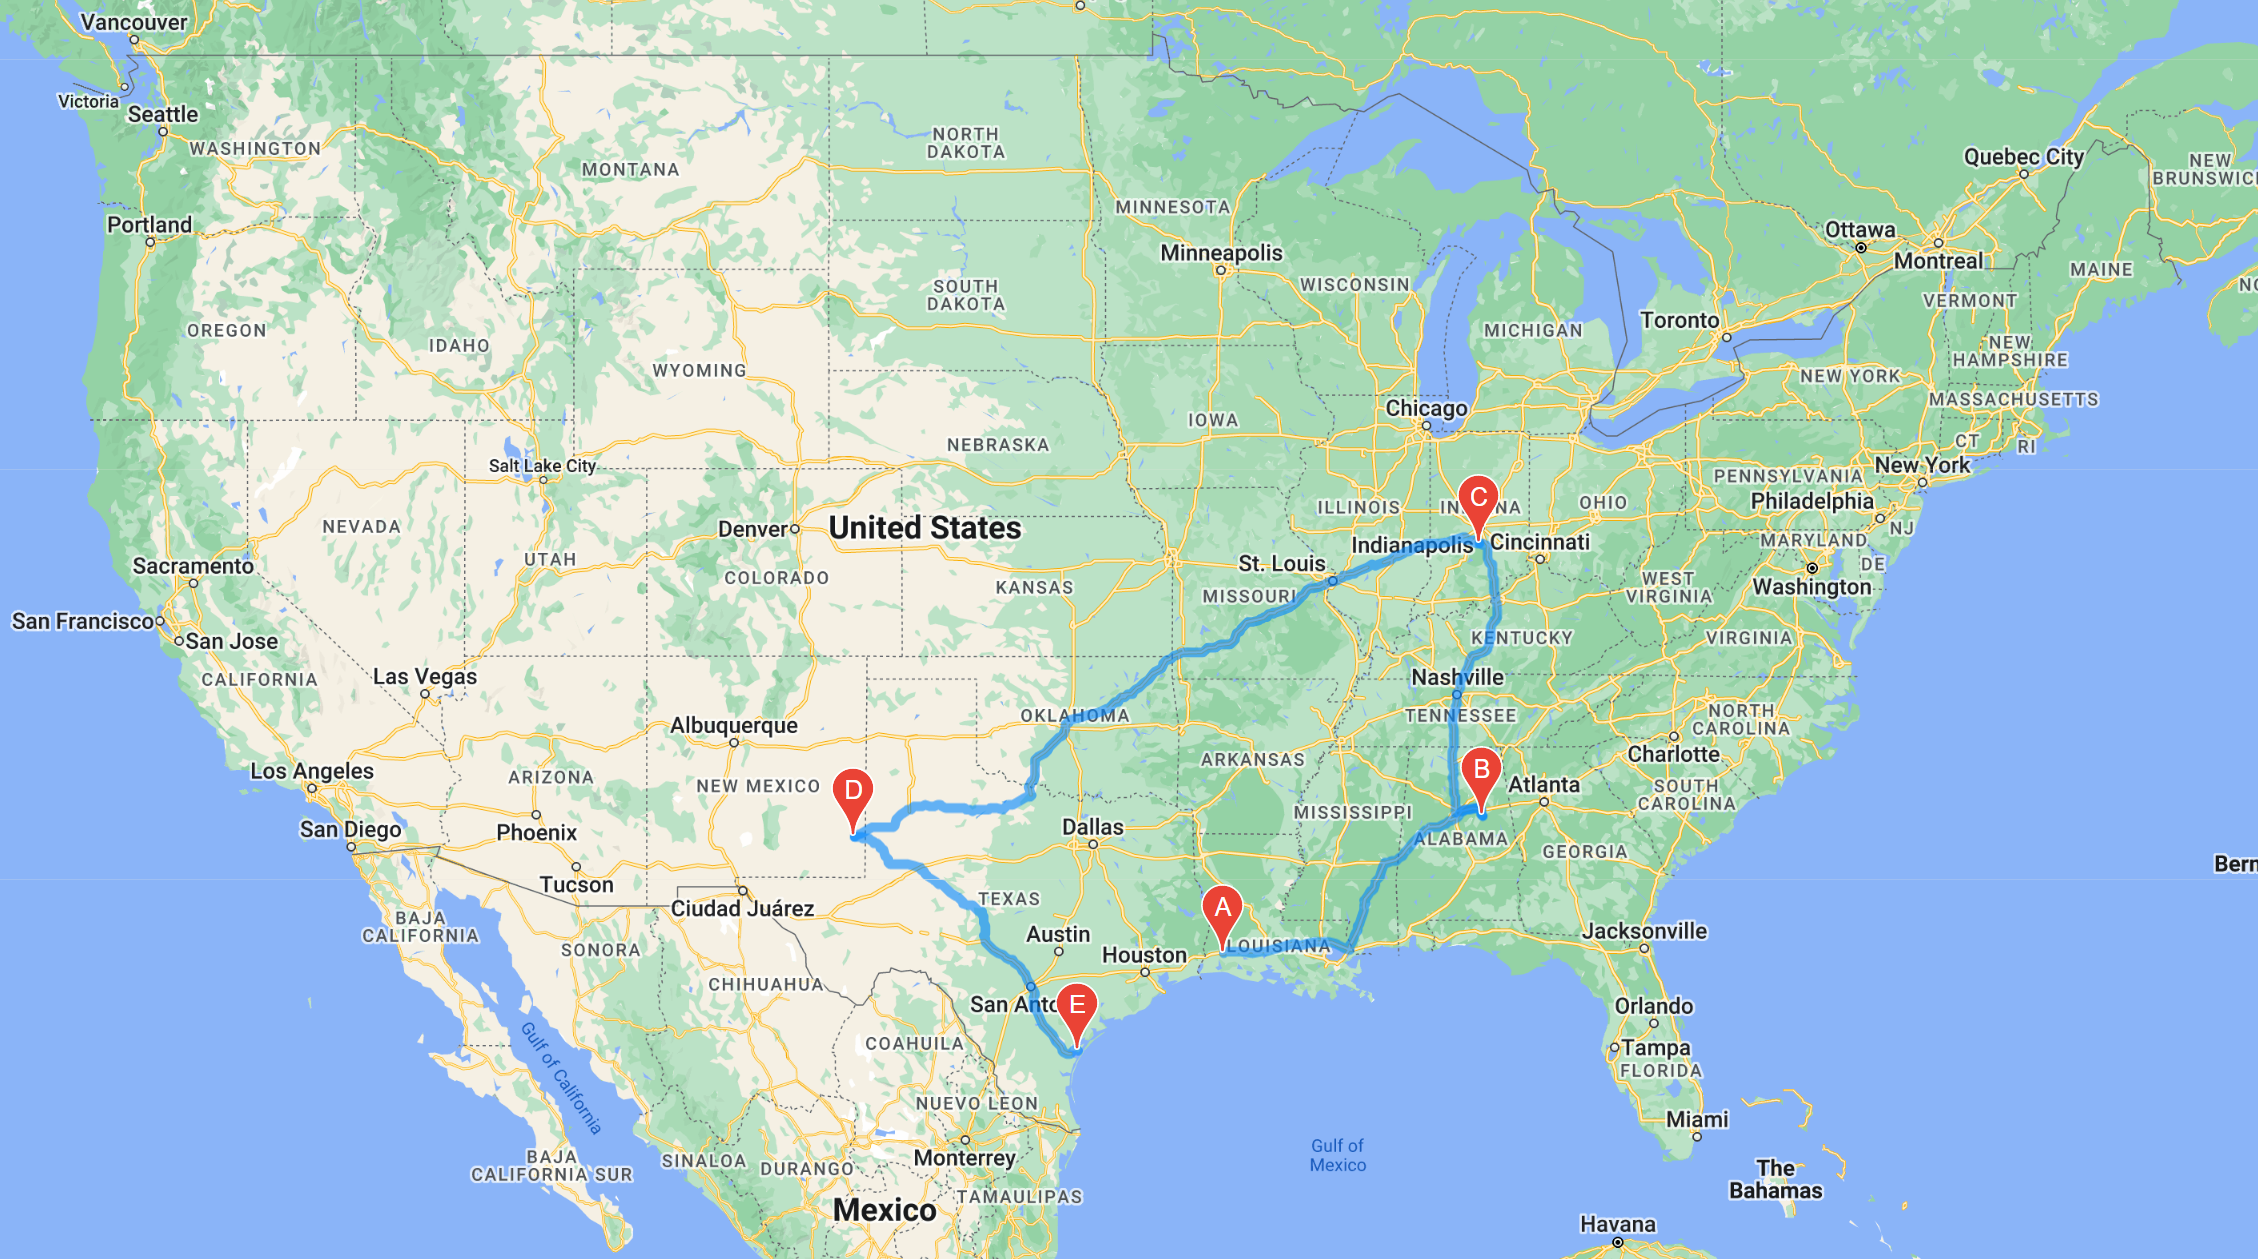 Vancouver
Victoria
Seattle
WASHINGTON
MONTANA
NORTH
DAKOTA
MINNESOTA
Quebec City
NEW
Portland
Minneapolis
Ottawa
Montreal
MAINE
OREGON
IDAHO
WYOMING
SOUTH
DAKOTA
WISCONSIN
MICHIGAN
Toronto
VERMONT
NEW
HAMPSHIRE
NEW YORK
MASSACHUSETTS
Chicago
IOWA
NEBRASKA
CT
RI
Salt Lake City
PENNSYLVANIA
New York
Philadelphia
NJ
NEVADA
Denver
United States
ILLINOIS
C
OHIO
MARYLAND
DE
Sacramento
UTAH
COLORADO
KANSAS
St. Louis
MISSOURI
Indianapolis
Cincinnati
WEST
VIRGINIA
Washington
San Francisco
San Jose
CALIFORNIA
Las Vegas
KENTUCKY
VIRGINIA
Nashville
TENNESSEE
Albuquerque
OKLAHOMA
NORTH
CAROLINA
Charlotte
Los Angeles
ARIZONA
NEW MEXICO
D
ARKANSAS
B
Atlanta
SOUTH
CAROLINA
San Diego
Phoenix
Dallas
MISSISSIPPI
ALABAMA
GEORGIA
Tucson
Ciudad Juárez
TEXAS
A
BAJA
CALIFORNIA
SONORA
CHIHUAHUA
Austin
Houston
LOUISIANA
Jacksonville
San Anto
E
Orlando
Tampa
FLORIDA
Gulf of California
COAHUILA
NUEVO LEON
Miami
Monterrey
Gulf of
Mexico
BAJA
CALIFORNIA SUR
SINALOA
DURANGO
TAMAULIPAS
Mexico
The
Bahamas
Havana